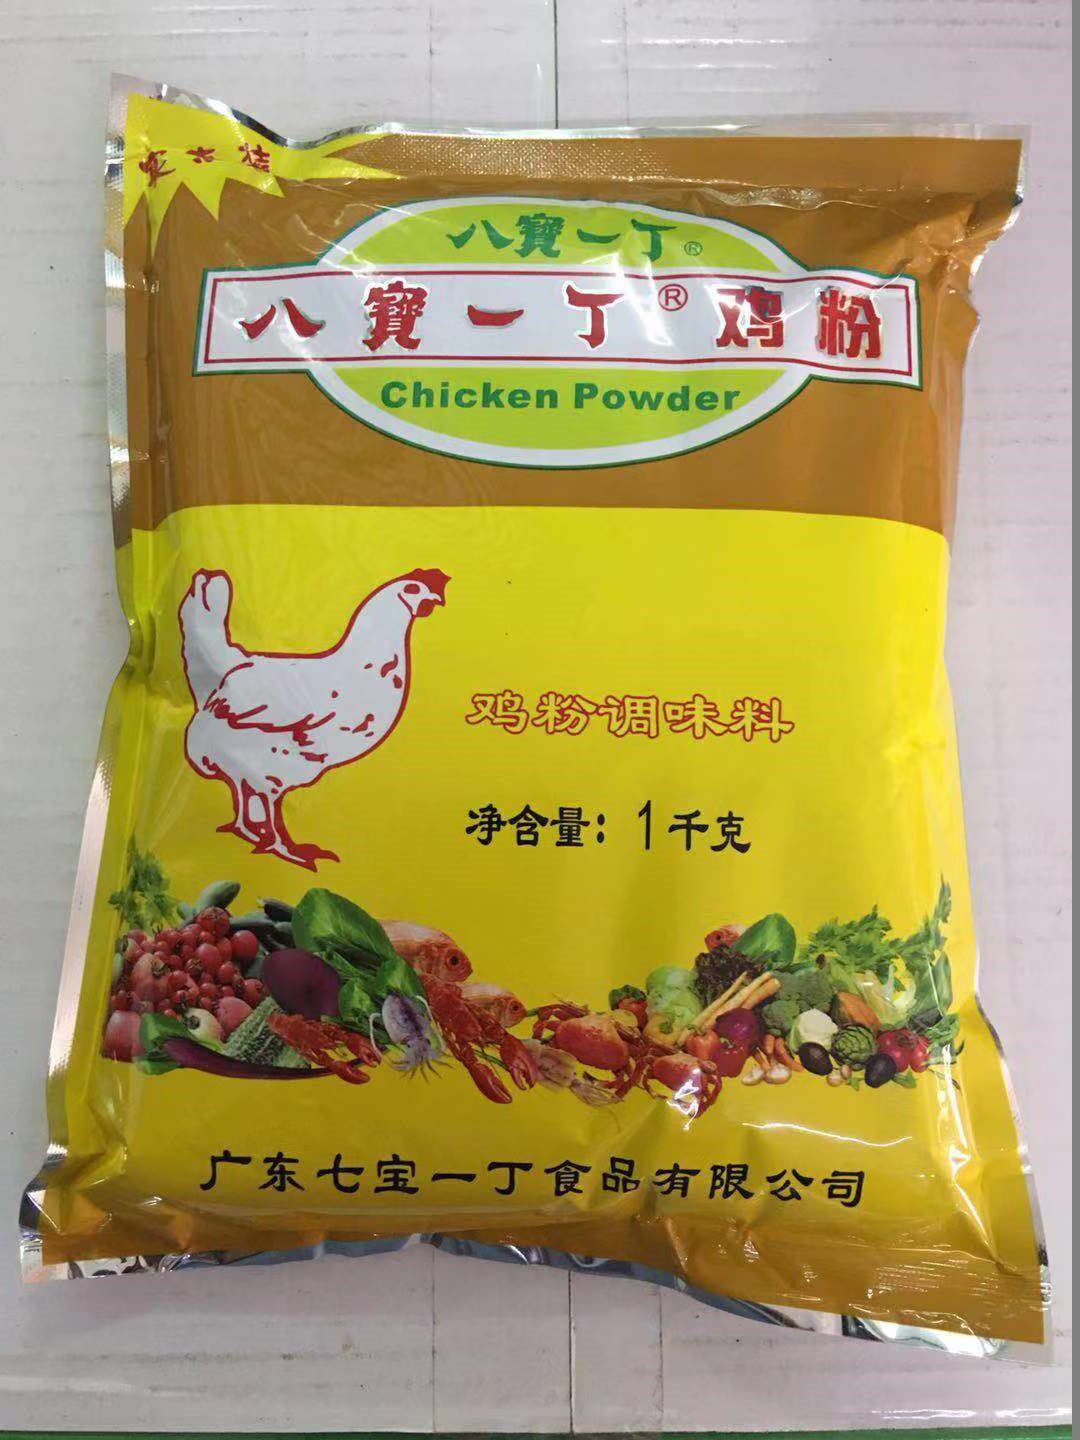 八寶一丁®
八寶一丁®鸡粉
Chicken Powder
鸡粉调味料
净含量：1千克
广东七宝一丁食品有限公司